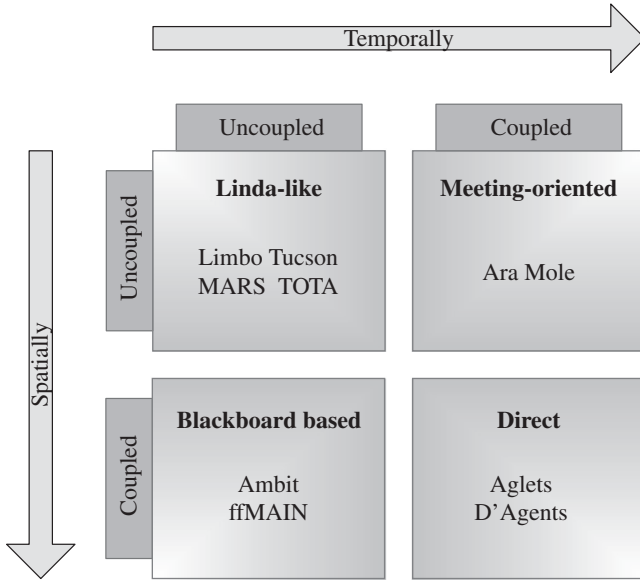 Temporally
Uncoupled
Coupled
Spatially
Uncoupled
Linda-like
Limbo Tucson
MARS TOTA
Meeting-oriented
Ara Mole
Coupled
Blackboard based
Ambit
ffMAIN
Direct
Aglets
D'Agents